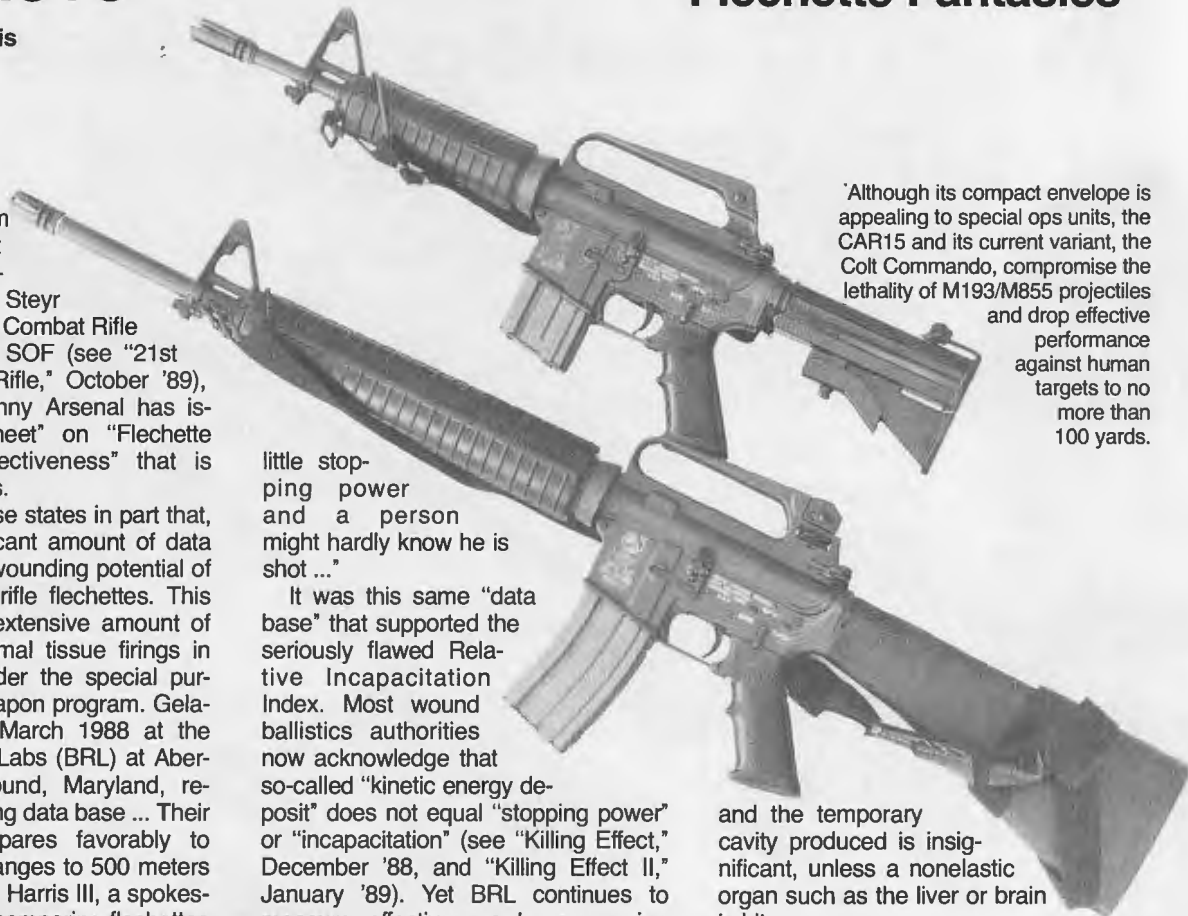 Flechette Fantasies
is
Although its compact envelope is
appealing to special ops units, the
CAR15 and its current variant, the
Colt Commando, compromise the
lethality of M193/M855 projectiles
and drop effective
performance
against human
targets to no
more than
100 yards.
Steyr
Combat Rifle
SOF (see "21st
Rifle," October '89),
nny Arsenal has is-
heet" on "Flechette
ectiveness" that is
s.
se states in part that,
cant amount of data
wounding potential of
rifle flechettes. This
extensive amount of
mal tissue firings in
der the special pur-
apon program. Gela-
March 1988 at the
Labs (BRL) at Aber-
und, Maryland, re-
ng data base ... Their
pares favorably to
anges to 500 meters
Harris III, a spokes-
little stop-
ping power
and a person
might hardly know he is
shot ..."
It was this same "data
base" that supported the
seriously flawed Rela-
tive Incapacitation
Index. Most wound
ballistics authorities
now acknowledge that
so-called "kinetic energy de-
posit" does not equal "stopping power"
or "incapacitation" (see "Killing Effect,"
December '88, and "Killing Effect II,"
January '89). Yet BRL continues to
and the temporary
cavity produced is insig-
nificant, unless a nonelastic
organ such as the liver or brain